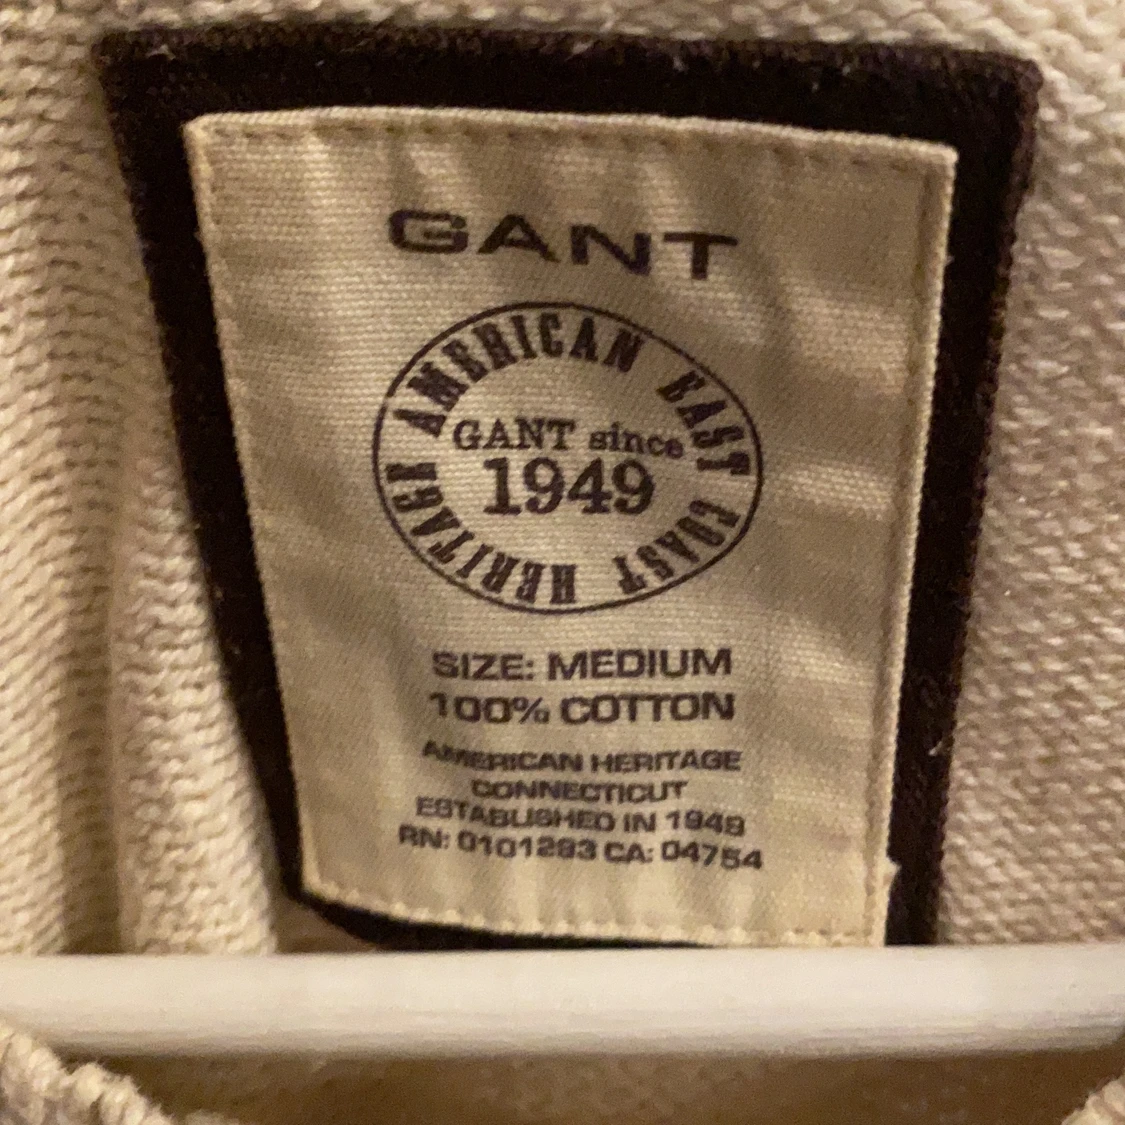 GANT
AMERICAN EAST COAST HERITAGE
GANT since
1949
SIZE: MEDIUM
100% COTTON
AMERICAN HERITAGE
CONNECTICUT
ESTABLISHED IN 1949
RN: 0101293 CA: 04754